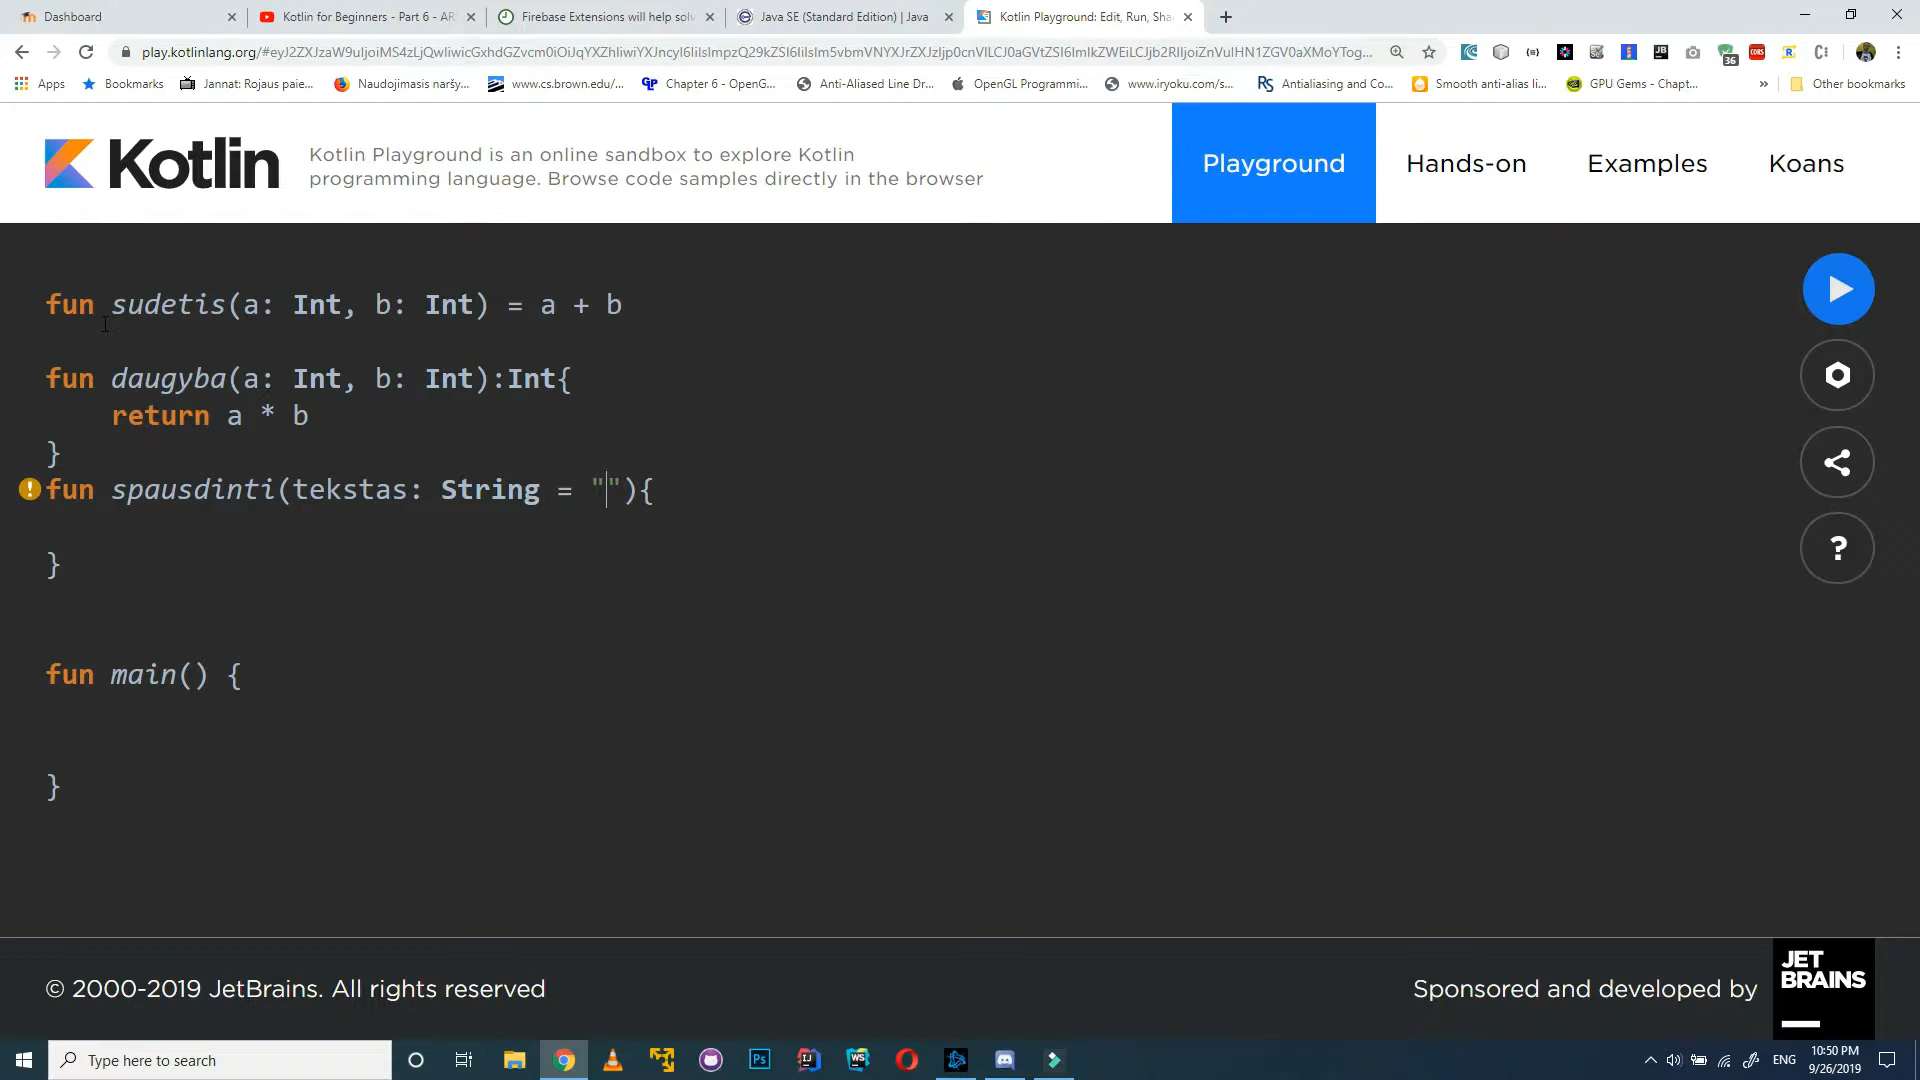 Dashboard
Kotlin for Beginners - Part 6 - AR
Firebase Extensions will help sol
Java SE (Standard Edition) | Java
Kotlin Playground: Edit, Run, Sha
Apps
Bookmarks
Jannat: Rojaus paie...
Naudojimasis naršy...
www.cs.brown.edu/...
Chapter 6 - OpenG...
Anti-Aliased Line Dr...
OpenGL Programmi...
www.iryoku.com/s...
Antialiasing and Co...
Smooth anti-alias li...
GPU Gems - Chapt...
»
Other bookmarks
Kotlin
Kotlin Playground is an online sandbox to explore Kotlin
programming language. Browse code samples directly in the browser
Playground
Hands-on
Examples
Koans
fun sudetis(a: Int, b: Int) = a + b
fun daugyba(a: Int, b: Int):Int{
return a * b
}
fun spausdinti(tekstas: String = ""){
}
fun main() {
}
© 2000-2019 JetBrains. All rights reserved
Sponsored and developed by
JET
BRAINS
Type here to search
ENG
10:50 PM
9/26/2019